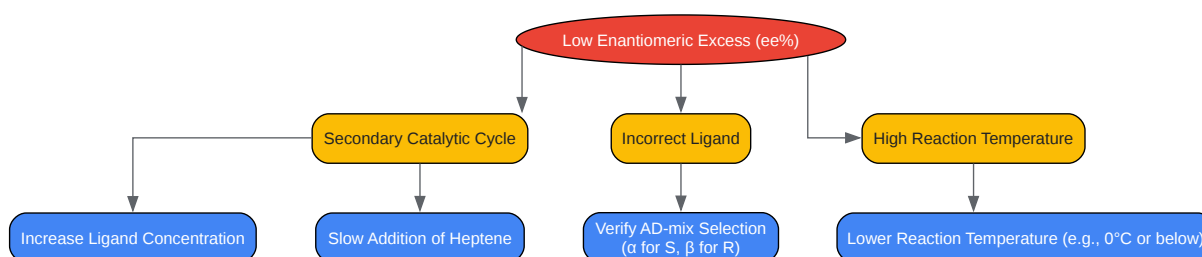 Low Enantiomeric Excess (ee%)
Secondary Catalytic Cycle
Incorrect Ligand
High Reaction Temperature
Increase Ligand Concentration
Slow Addition of Heptene
Verify AD-mix Selection
(α for S, β for R)
Lower Reaction Temperature (e.g., 0°C or below)